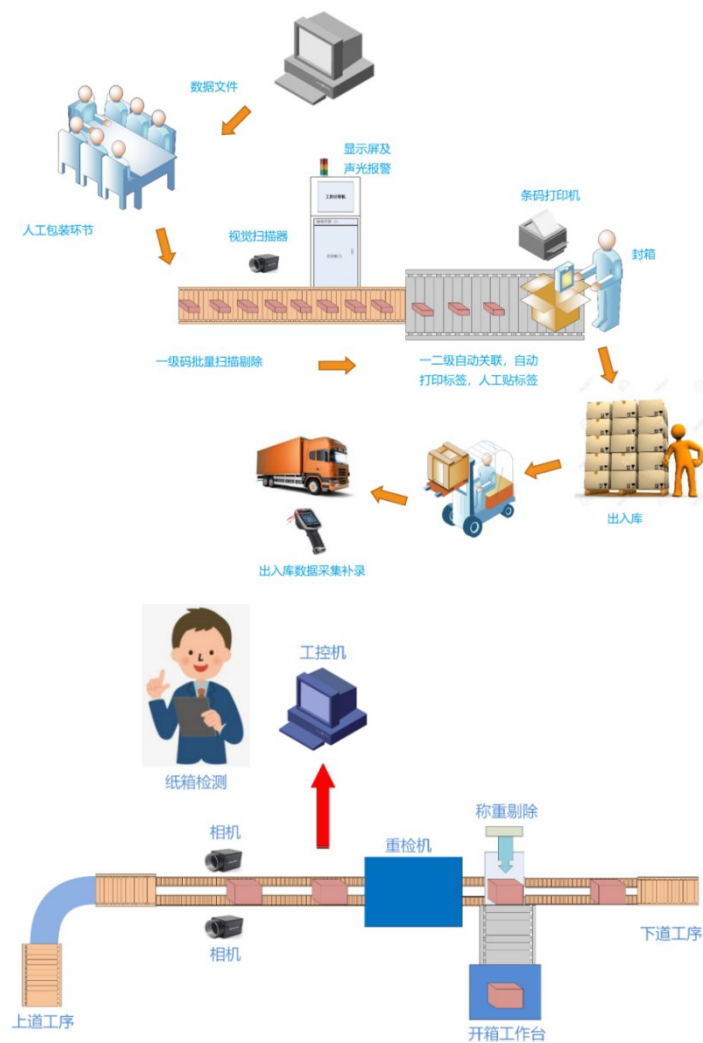 数据文件
显示屏及
声光报警
条码打印机
人工包装环节
视觉扫描器
工控计算机
封箱
一级码批量扫描剔除
一二级自动关联，自动
打印标签，人工贴标签
出入库
出入库数据采集补录
工控机
纸箱检测
称重剔除
相机
重检机
相机
下道工序
上道工序
开箱工作台